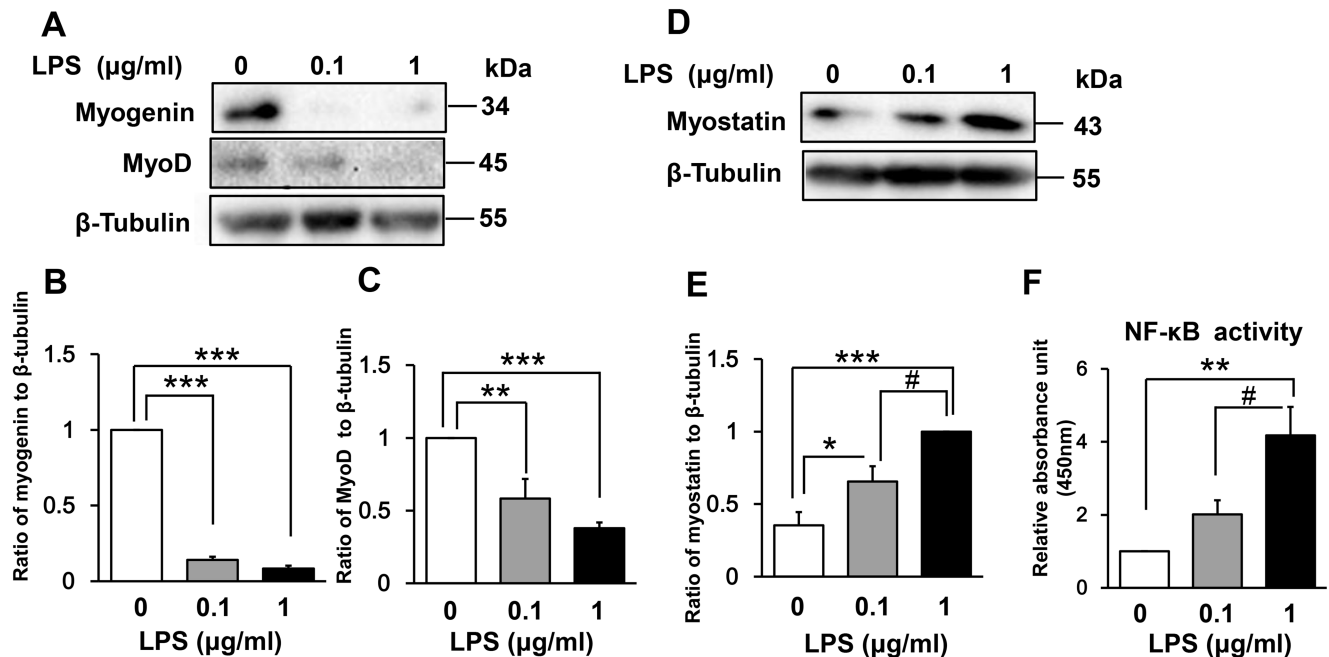 A
LPS (µg/ml) 0 0.1 1 kDa
Myogenin 34
MyoD 45
β-Tubulin 55
D
LPS (µg/ml) 0 0.1 1 kDa
Myostatin 43
β-Tubulin 55
B
Ratio of myogenin to β-tubulin
1.5
1
0.5
0
***
***
0 0.1 1
LPS (µg/ml)
C
Ratio of MyoD to β-tubulin
1.5
1
0.5
0
***
**
0 0.1 1
LPS (µg/ml)
E
Ratio of myostatin to β-tubulin
1.5
1
0.5
0
***
#
*
0 0.1 1
LPS (µg/ml)
F
NF-κB activity
Relative absorbance unit
(450nm)
6
4
2
0
**
#
0 0.1 1
LPS (µg/ml)